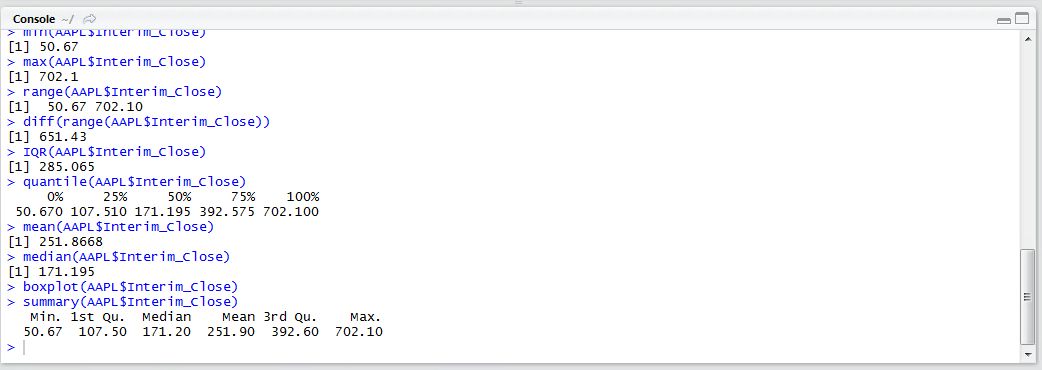 Console ~/
> min(AAPL$Interim_Close)
[1] 50.67
> max(AAPL$Interim_Close)
[1] 702.1
> range(AAPL$Interim_Close)
[1]  50.67 702.10
> diff(range(AAPL$Interim_Close))
[1] 651.43
> IQR(AAPL$Interim_Close)
[1] 285.065
> quantile(AAPL$Interim_Close)
     0%     25%     50%     75%    100%
 50.670 107.510 171.195 392.575 702.100
> mean(AAPL$Interim_Close)
[1] 251.8668
> median(AAPL$Interim_Close)
[1] 171.195
> boxplot(AAPL$Interim_Close)
> summary(AAPL$Interim_Close)
   Min. 1st Qu.  Median    Mean 3rd Qu.    Max.
  50.67  107.50  171.20  251.90  392.60  702.10
>